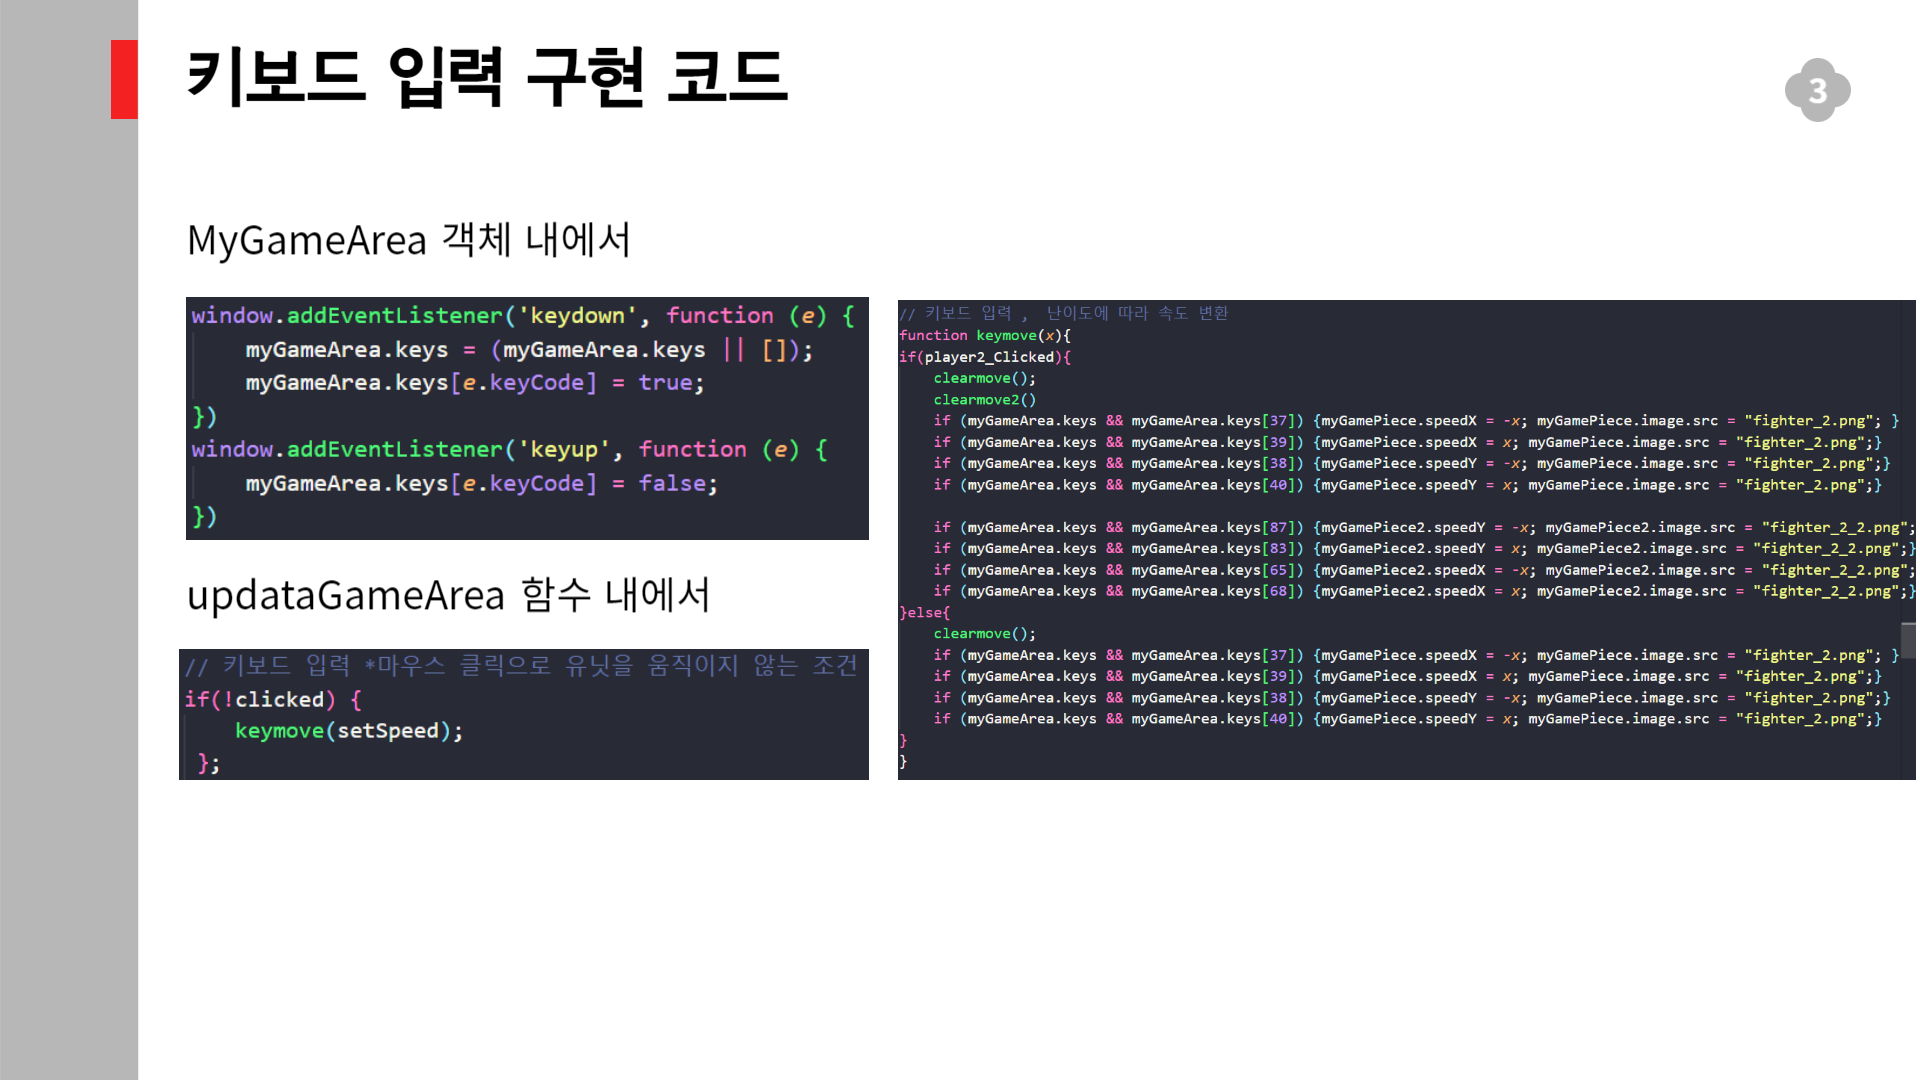 키보드 입력 구현 코드
3
MyGameArea 객체 내에서
window.addEventListener('keydown', function (e) {
myGameArea.keys = (myGameArea.keys || []);
myGameArea.keys[e.keyCode] = true;
})
window.addEventListener('keyup', function (e) {
myGameArea.keys[e.keyCode] = false;
})
updataGameArea 함수 내에서
// 키보드 입력 *마우스 클릭으로 유닛을 움직이지 않는 조건
if(!clicked) {
keymove(setSpeed);
};
// 키보드 입력 , 난이도에 따라 속도 변환
function keymove(x){
if(player2_Clicked){
clearmove();
clearmove2()
if (myGameArea.keys && myGameArea.keys[37]) {myGamePiece.speedX = -x; myGamePiece.image.src = "fighter_2.png"; }
if (myGameArea.keys && myGameArea.keys[39]) {myGamePiece.speedX = x; myGamePiece.image.src = "fighter_2.png";}
if (myGameArea.keys && myGameArea.keys[38]) {myGamePiece.speedY = -x; myGamePiece.image.src = "fighter_2.png";}
if (myGameArea.keys && myGameArea.keys[40]) {myGamePiece.speedY = x; myGamePiece.image.src = "fighter_2.png";}
if (myGameArea.keys && myGameArea.keys[87]) {myGamePiece2.speedY = -x; myGamePiece2.image.src = "fighter_2_2.png";
if (myGameArea.keys && myGameArea.keys[83]) {myGamePiece2.speedY = x; myGamePiece2.image.src = "fighter_2_2.png";}
if (myGameArea.keys && myGameArea.keys[65]) {myGamePiece2.speedX = -x; myGamePiece2.image.src = "fighter_2_2.png";
if (myGameArea.keys && myGameArea.keys[68]) {myGamePiece2.speedX = x; myGamePiece2.image.src = "fighter_2_2.png";}
}else{
clearmove();
if (myGameArea.keys && myGameArea.keys[37]) {myGamePiece.speedX = -x; myGamePiece.image.src = "fighter_2.png"; }
if (myGameArea.keys && myGameArea.keys[39]) {myGamePiece.speedX = x; myGamePiece.image.src = "fighter_2.png";}
if (myGameArea.keys && myGameArea.keys[38]) {myGamePiece.speedY = -x; myGamePiece.image.src = "fighter_2.png";}
if (myGameArea.keys && myGameArea.keys[40]) {myGamePiece.speedY = x; myGamePiece.image.src = "fighter_2.png";}
}
}